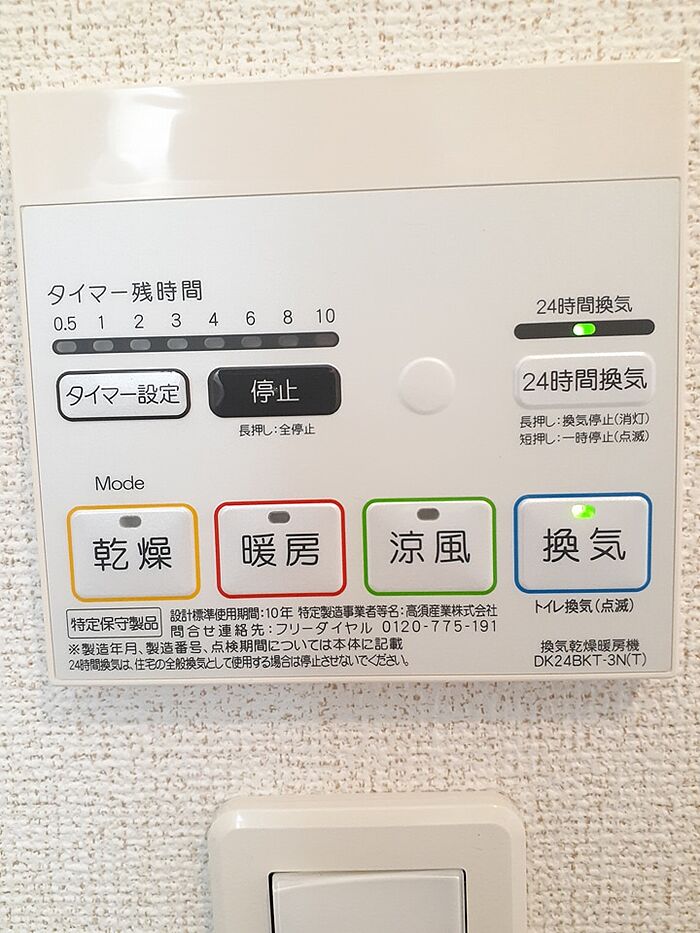 タイマー残時間
0.5 1 2 3 4 6 8 10
24時間換気
タイマー設定
停止
24時間換気
長押し:全停止
長押し:換気停止(消灯)
短押し:一時停止(点滅)
Mode
乾燥
暖房
涼風
換気
トイレ換気(点滅)
特定保守製品
設計標準使用期間:10年 特定製造事業者等名:高須産業株式会社
問合せ連絡先:フリーダイヤル 0120-775-191
※製造年月、製造番号、点検期間については本体に記載
24時間換気は、住宅の全般換気として使用する場合は停止させないでください。
換気乾燥暖房機
DK24BKT-3N(T)